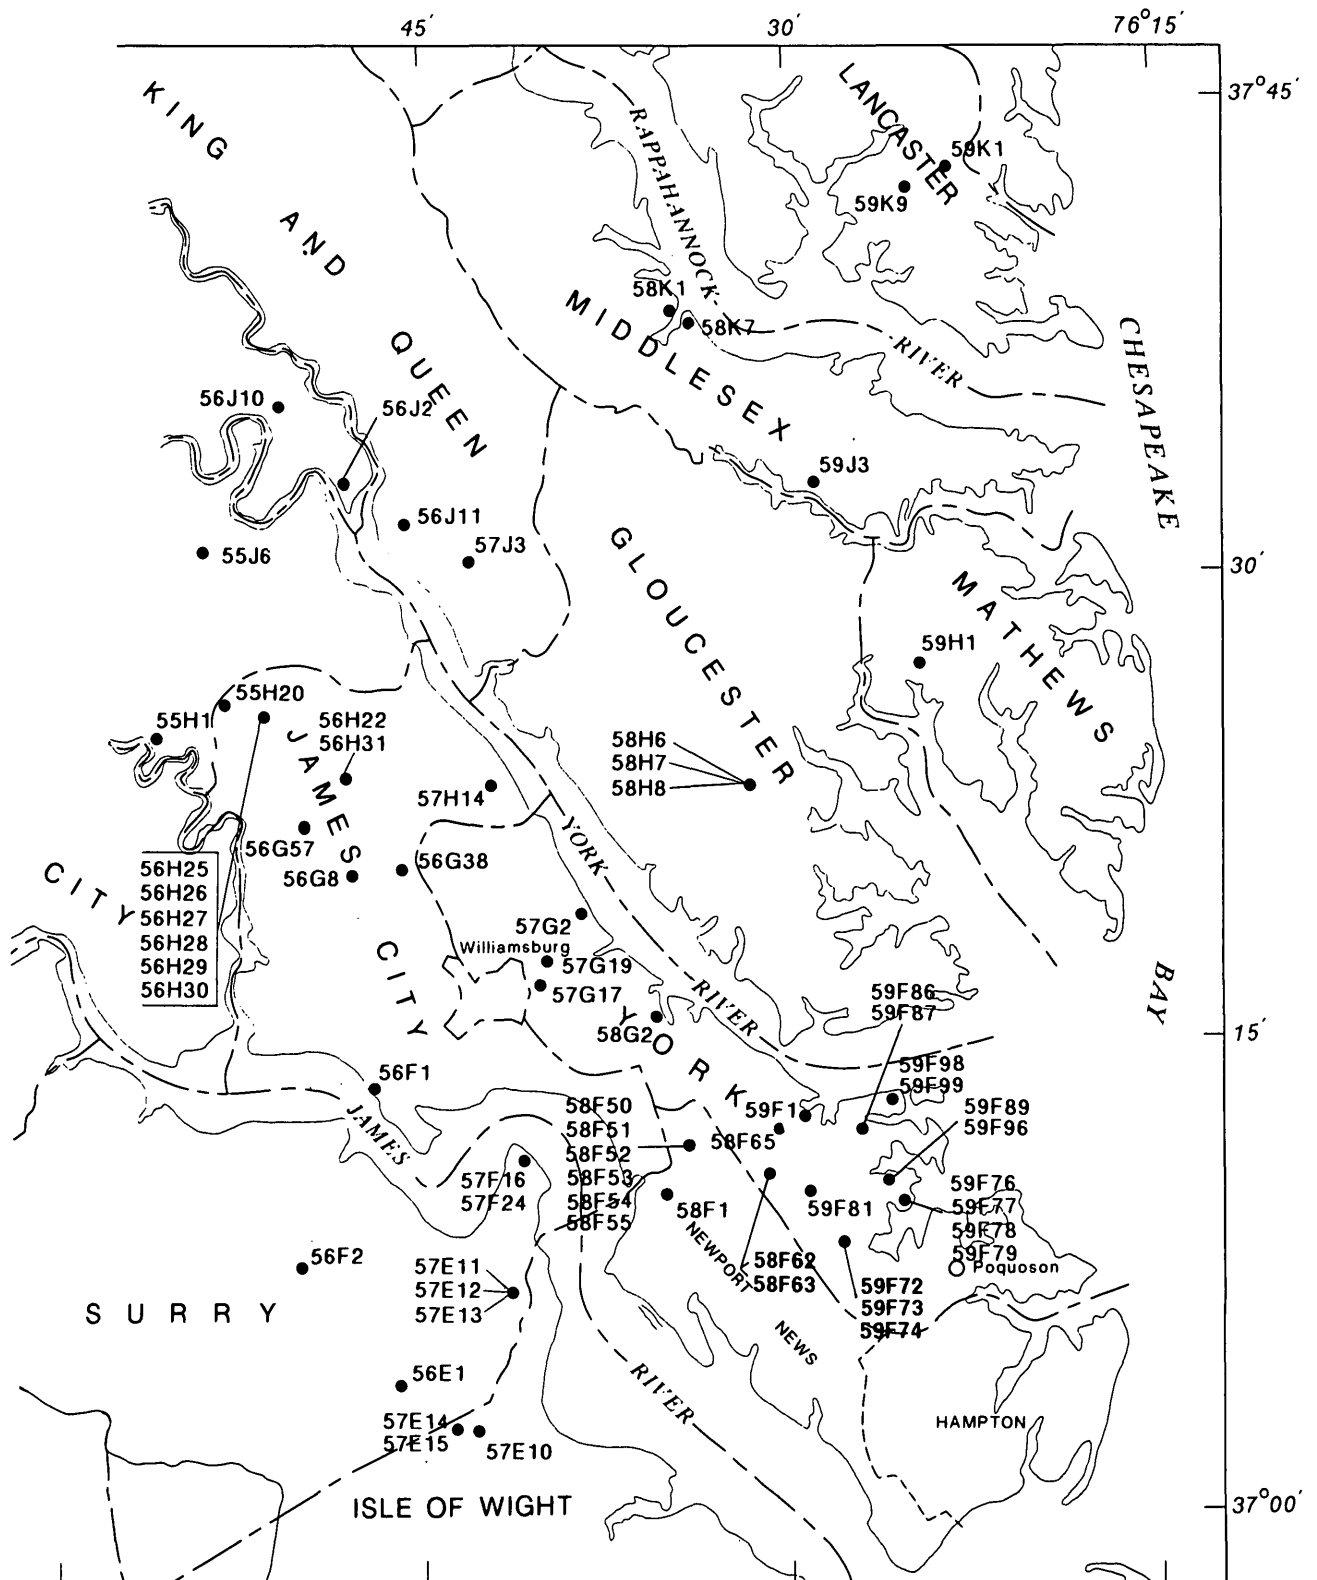 45′
30′
76°15′
37°45′
KING
AND
QUEEN
LANCASTER
59K1
59K9
RAPPAHANNOCK
RIVER
58K1
58K7
MIDDLESEX
CHESAPEAKE
BAY
56J10
56J2
59J3
56J11
57J3
55J6
30′
GLOUCESTER
MATHEWS
59H1
55H20
55H1
56H22
56H31
JAMES
CITY
58H6
58H7
58H8
57H14
YORK
RIVER
56G57
56G8
56G38
CITY
56H25
56H26
56H27
56H28
56H29
56H30
57G2
Williamsburg
57G19
57G17
58G2
YORK
59F86
59F87
15′
59F98
59F99
56F1
JAMES
RIVER
58F50
58F51
58F52
58F53
58F54
58F55
59F1
58F65
59F89
59F96
57F16
57F24
58F1
59F81
59F76
59F77
59F78
59F79
Poquoson
NEWPORT
NEWS
58F62
58F63
56F2
57E11
57E12
57E13
59F72
59F73
59F74
SURRY
56E1
57E14
57E15
57E10
HAMPTON
ISLE OF WIGHT
37°00′